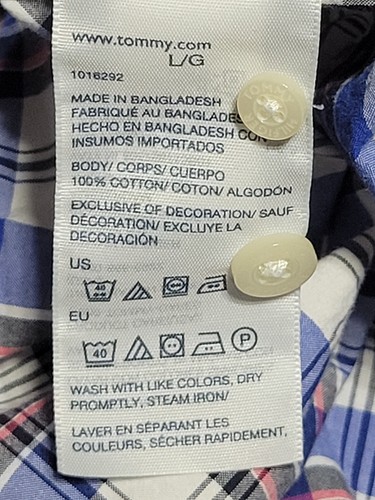 www.tommy.com
L/G
1016292
MADE IN BANGLADESH
FABRIQUÉ AU BANGLADES
HECHO EN BANGLADESH CON
INSUMOS IMPORTADOS
BODY/ CORPS/ CUERPO
100% COTTON/ COTON/ ALGODÓN
EXCLUSIVE OF DECORATION/ SAUF
DÉCORATION/ EXCLUYE LA
DECORACIÓN
US
40
EU
40
P
WASH WITH LIKE COLORS, DRY
PROMPTLY, STEAM IRON/
LAVER EN SÉPARANT LES
COULEURS, SÉCHER RAPIDEMENT,